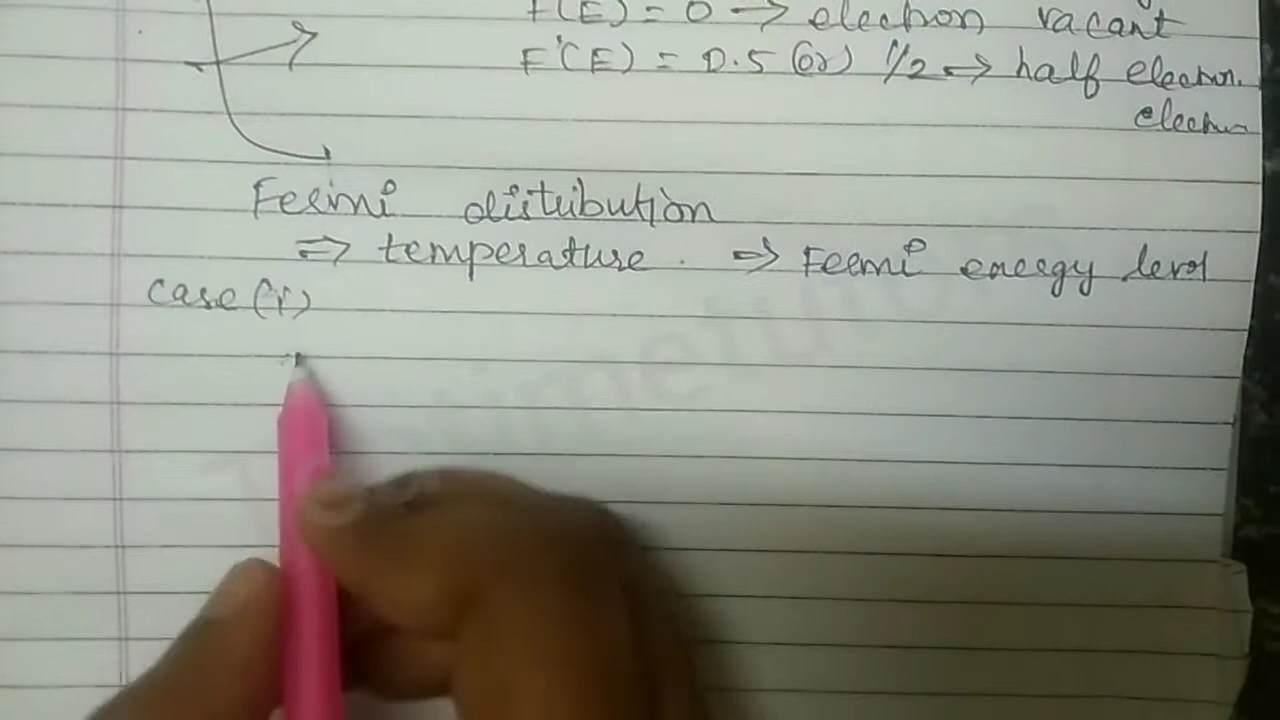 F(E) = 0 → electron vacant
F(E) = 0.5 (or) 1/2 → half electron.
electron
Fermi distribution
⇒ temperature. ⇒ Fermi energy level
case (i)